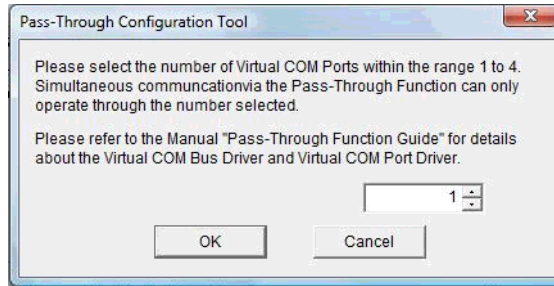 Pass-Through Configuration Tool
Please select the number of Virtual COM Ports within the range 1 to 4.
Simultaneous communcationvia the Pass-Through Function can only
operate through the number selected.
Please refer to the Manual "Pass-Through Function Guide" for details
about the Virtual COM Bus Driver and Virtual COM Port Driver.
1
OK Cancel